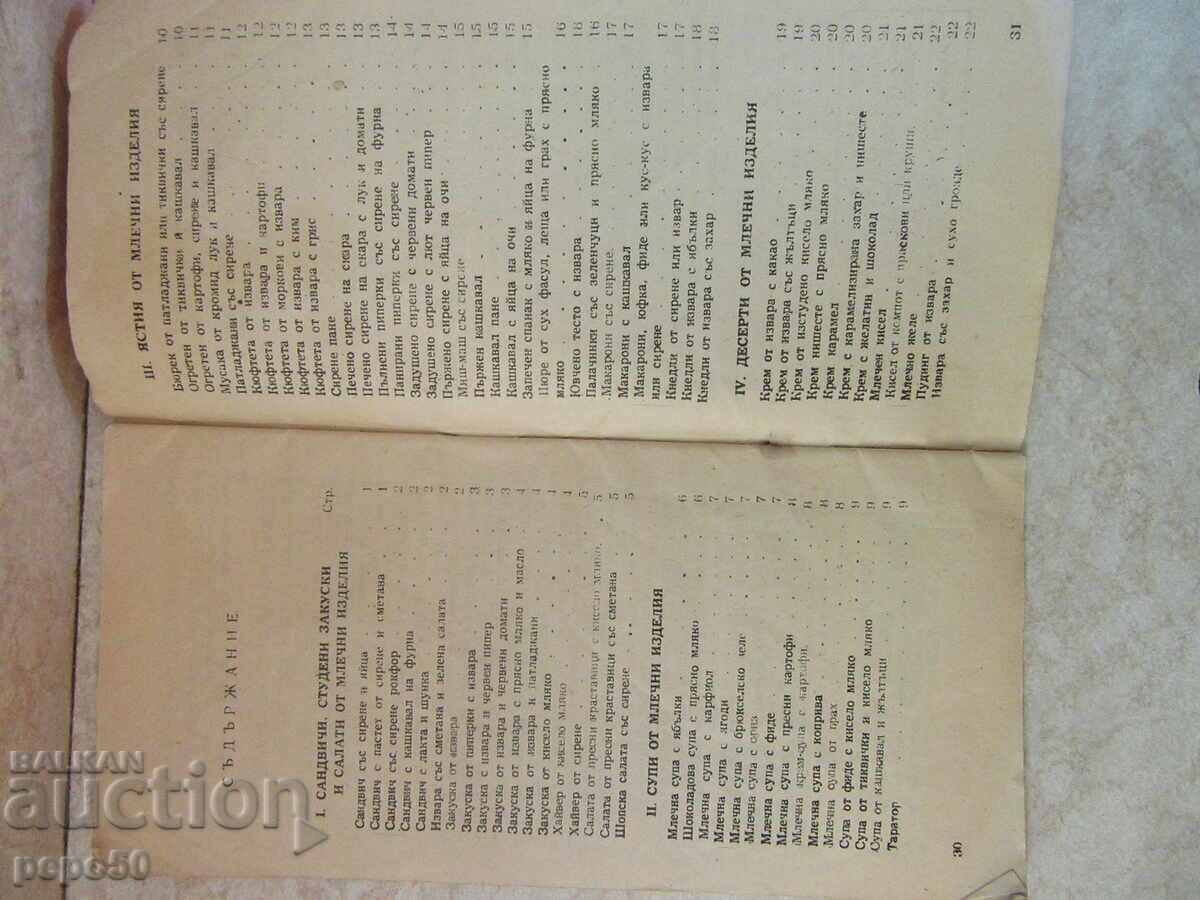 СЪДЪРЖАНИЕ
I. САНДВИЧИ, СТУДЕНИ ЗАКУСКИ
И САЛАТИ ОТ МЛЕЧНИ ИЗДЕЛИЯ
Стр.
Сандвич със сирене и яйца . . . 1
Сандвич с пастет от сирене и сметана . 1
Сандвич със сирене рокфор . . . 2
Сандвич с кашкавал на фурна . . . 2
Сандвич с лакта и шунка . . . 2
Извара със сметана и зелена салата . 2
Закуска от извара . . . 2
Закуска от пиперки с извара . . . 3
Закуска с извара и червен пипер . . 3
Закуска от извара и червени домати . 3
Закуска от извара с прясно мляко и масло 4
Закуска от извара и патладжани . . 4
Закуска от кисело мляко . . . 4
Хайвер от кисело мляко . . . 4
Хайвер от сирене . . . 5
Салата от пресни краставици с кисело мляко . 5
Салата от пресни краставици със сметана 5
Шопска салата със сирене . . . 5
II. СУПИ ОТ МЛЕЧНИ ИЗДЕЛИЯ
Млечна супа с ябълки . . . 6
Шоколадова супа с прясно мляко . . 6
Млечна супа с карфиол . . . 7
Млечна супа с ягоди . . . 7
Млечна супа с брюкселско зеле . . 7
Млечна супа с ориз . . . 7
Млечна супа с фиде . . . 7
Млечна супа с пресни картофи . . 8
Млечна крем-супа с картофи . . 8
Млечна супа с коприва . . . 8
Млечна супа от грах . . . 8
Супа от фиде с кисело мляко . . 9
Супа от тиквички и кисело мляко . 9
Супа от кашкавал и жълтъци . . 9
Таратор . . . 9
30
III. ЯСТИЯ ОТ МЛЕЧНИ ИЗДЕЛИЯ
Бюрек от патладжани или тиквички със сирене 10
Огретен от тиквички и кашкавал . . 10
Огретен от картофи, сирене и кашкавал . 11
Огретен от кромид лук и кашкавал . 11
Мусака от извара . . . 11
Патладжани със сирене . . . 12
Кюфтета от извара . . . 12
Кюфтета от извара и картофи . . 12
Кюфтета от моркови с извара . . 12
Кюфтета от извара с ким . . . 13
Кюфтета от извара с грис . . . 13
Сирене пане . . . 13
Печено сирене на скара . . . 13
Печено сирене на скара с лук и домати . 13
Пълнени пиперки със сирене на фурна . 14
Панирани пиперки със сирене . . 14
Задушено сирене с червени домати . 14
Задушено сирене с лют червен пипер . 14
Пържено сирене с яйца на очи . . 15
Миш-маш със сирене . . . 15
Пържен кашкавал . . . 15
Кашкавал пане . . . 15
Кашкавал с яйца на очи . . . 15
Запечен спанак с мляко и яйца на фурна
Пюре от сух фасул, леща или грах с прясно
мляко . . . 16
Ювчено тесто с извара . . . 18
Палачинки със зеленчуци и прясно мляко 16
Макарони със сирене . . . 17
Макарони с кашкавал . . . 17
Макарони, юфка, фиде или кус-кус с извара
или сирене . . . 17
Кнедли от сирене или извар . . 17
Кнедли от извара с ябълки . . 18
Кнедли от извара със захар . . 18
IV. ДЕСЕРТИ ОТ МЛЕЧНИ ИЗДЕЛИЯ
Крем от извара с какао . . . 19
Крем от извара със жълтъци . . 19
Крем от изстудено кисело мляко . . 20
Крем нишесте с прясно мляко . . 20
Крем карамел . . . 20
Крем с карамелизирана захар и нишесте . 20
Крем с желатин и шоколад . . 21
Млечен кисел . . . 21
Кисел от компот с праскови или круши . 21
Млечно желе . . . 21
Пудинг от извара . . . 22
Извара със захар и сухо грозде . . 22
22
31
БАЛКАН
auction
pepo50